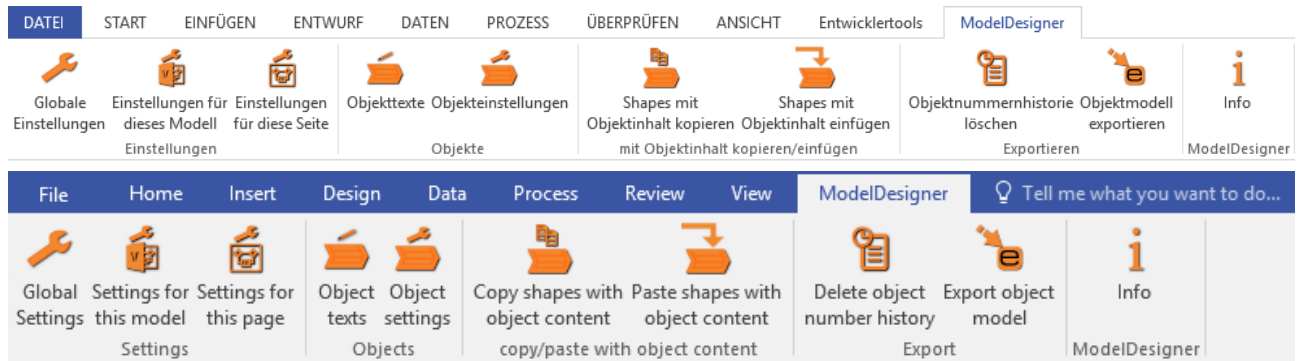 DATEI START EINFÜGEN ENTWURF DATEN PROZESS ÜBERPRÜFEN ANSICHT Entwicklertools ModelDesigner
Globale Einstellungen für Einstellungen Objekttexte Objekteinstellungen Shapes mit Shapes mit Objektnummernhistorie Objektmodell Info
Einstellungen dieses Modell für diese Seite Objektinhalt kopieren Objektinhalt einfügen löschen exportieren
Einstellungen Objekte mit Objektinhalt kopieren/einfügen Exportieren ModelDesigner
File Home Insert Design Data Process Review View ModelDesigner Tell me what you want to do...
Global Settings for Settings for Object Object Copy shapes with Paste shapes with Delete object Export object Info
Settings this model this page texts settings object content object content number history model
Settings Objects copy/paste with object content Export ModelDesigner